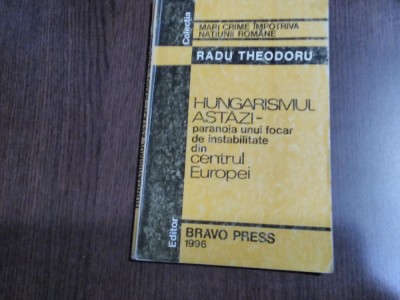 Colecția
MARI CRIME ÎMPOTRIVA
NAȚIUNII ROMÂNE
RADU THEODORU
HUNGARISMUL
ASTĂZI-
paranoia unui focar
de instabilitate
din
centrul
Europei
Editor
BRAVO PRESS
1996